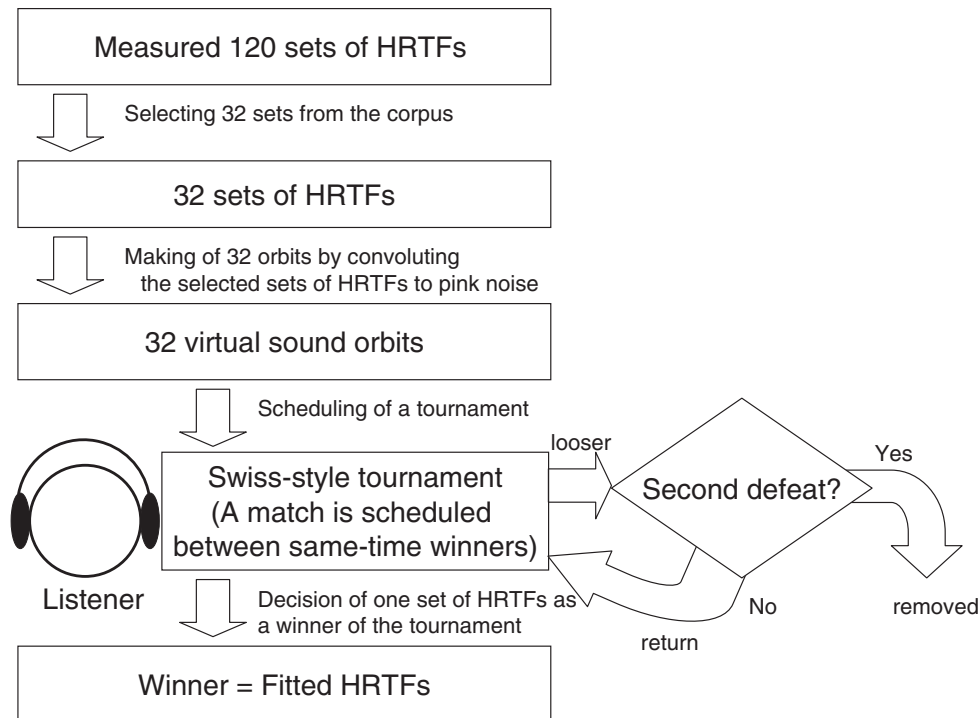 Measured 120 sets of HRTFs
Selecting 32 sets from the corpus
32 sets of HRTFs
Making of 32 orbits by convoluting
the selected sets of HRTFs to pink noise
32 virtual sound orbits
Scheduling of a tournament
looser
Second defeat?
Yes
Swiss-style tournament
(A match is scheduled
between same-time winners)
Listener
No
removed
return
Decision of one set of HRTFs as
a winner of the tournament
Winner = Fitted HRTFs